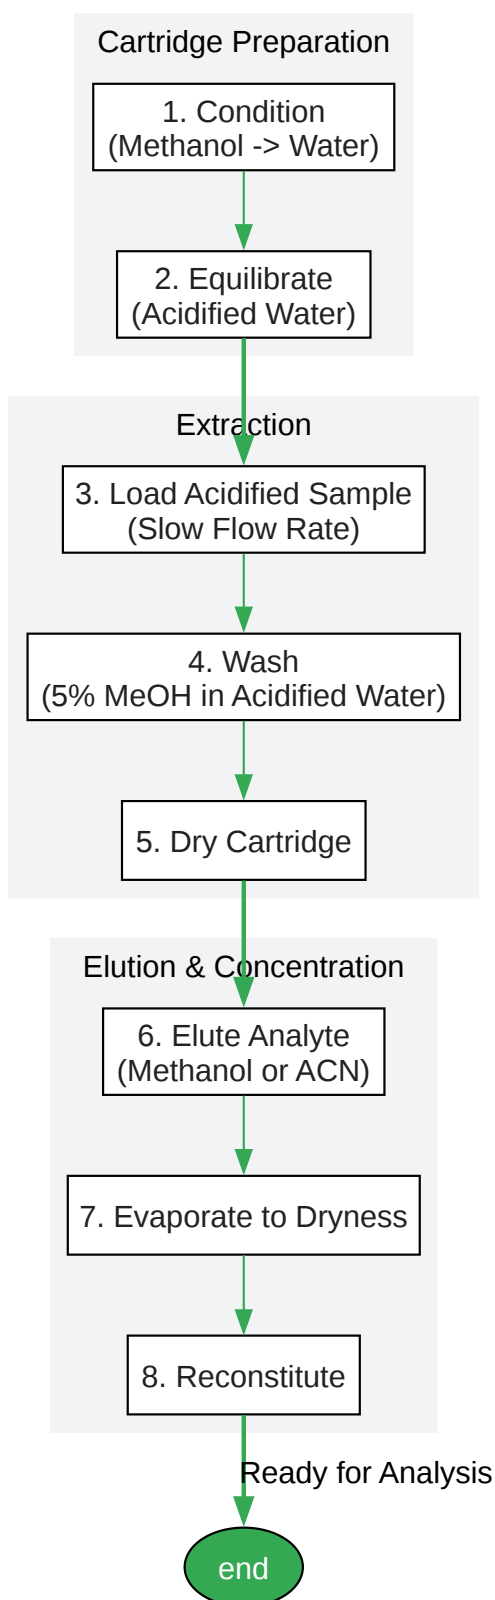 Cartridge Preparation
1. Condition
(Methanol -> Water)
2. Equilibrate
(Acidified Water)
Extraction
3. Load Acidified Sample
(Slow Flow Rate)
4. Wash
(5% MeOH in Acidified Water)
5. Dry Cartridge
Elution & Concentration
6. Elute Analyte
(Methanol or ACN)
7. Evaporate to Dryness
8. Reconstitute
Ready for Analysis
end